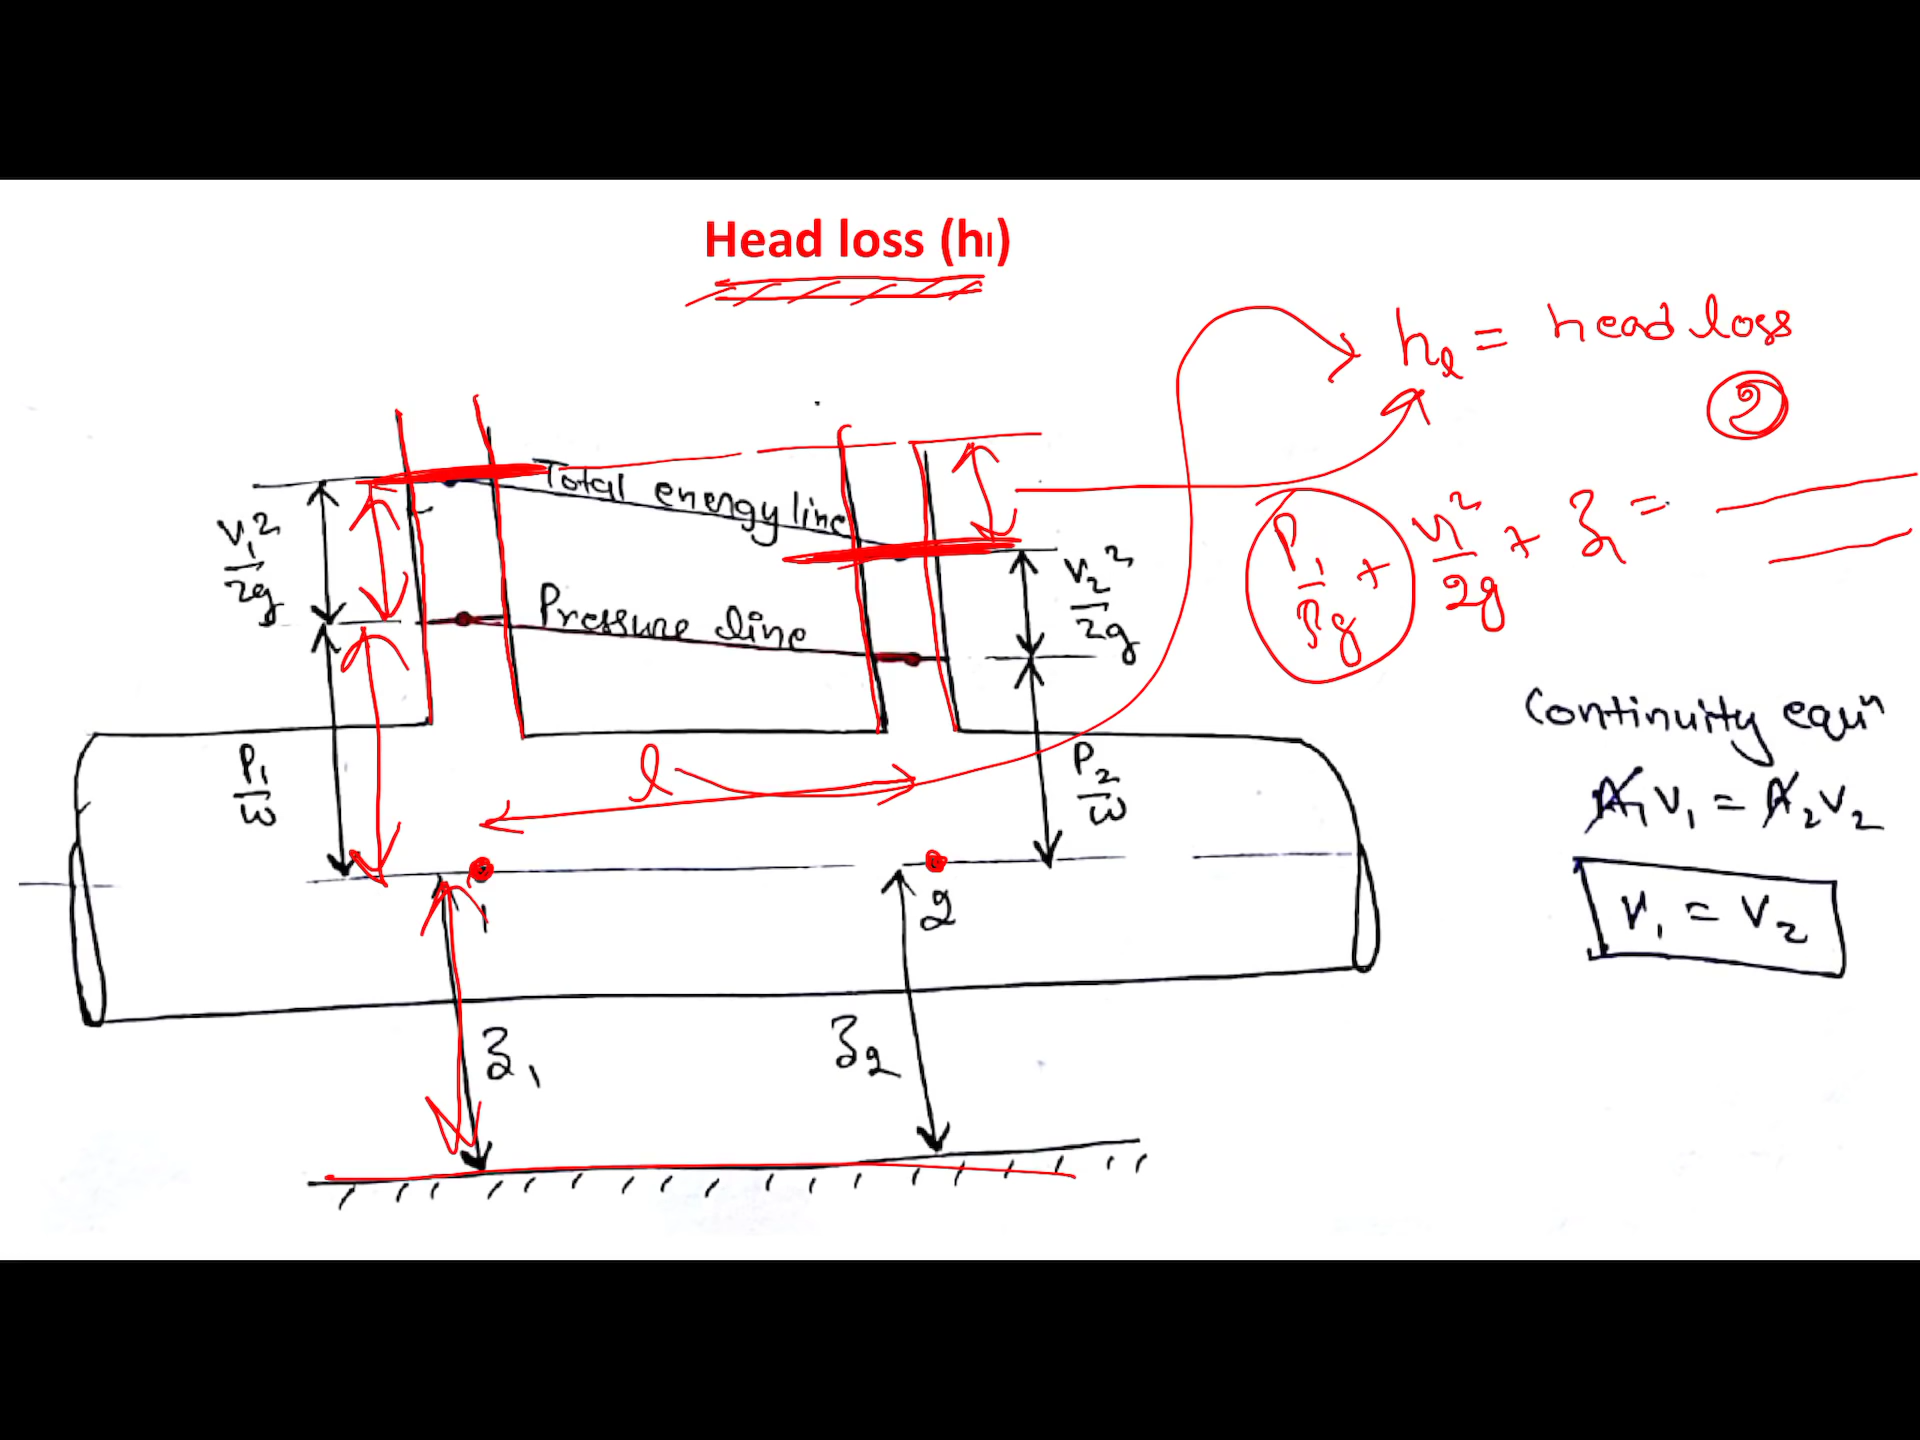 Head loss (hl)
hl = head loss
2
Total energy line
V₁²/2g
P₁/ρg + V₁²/2g + Z₁ =
V₂²/2g
Pressure line
Continuity equⁿ
l
P₁/w
P₂/w
A₁V₁ = A₂V₂
1
2
V₁ = V₂
Z₁
Z₂